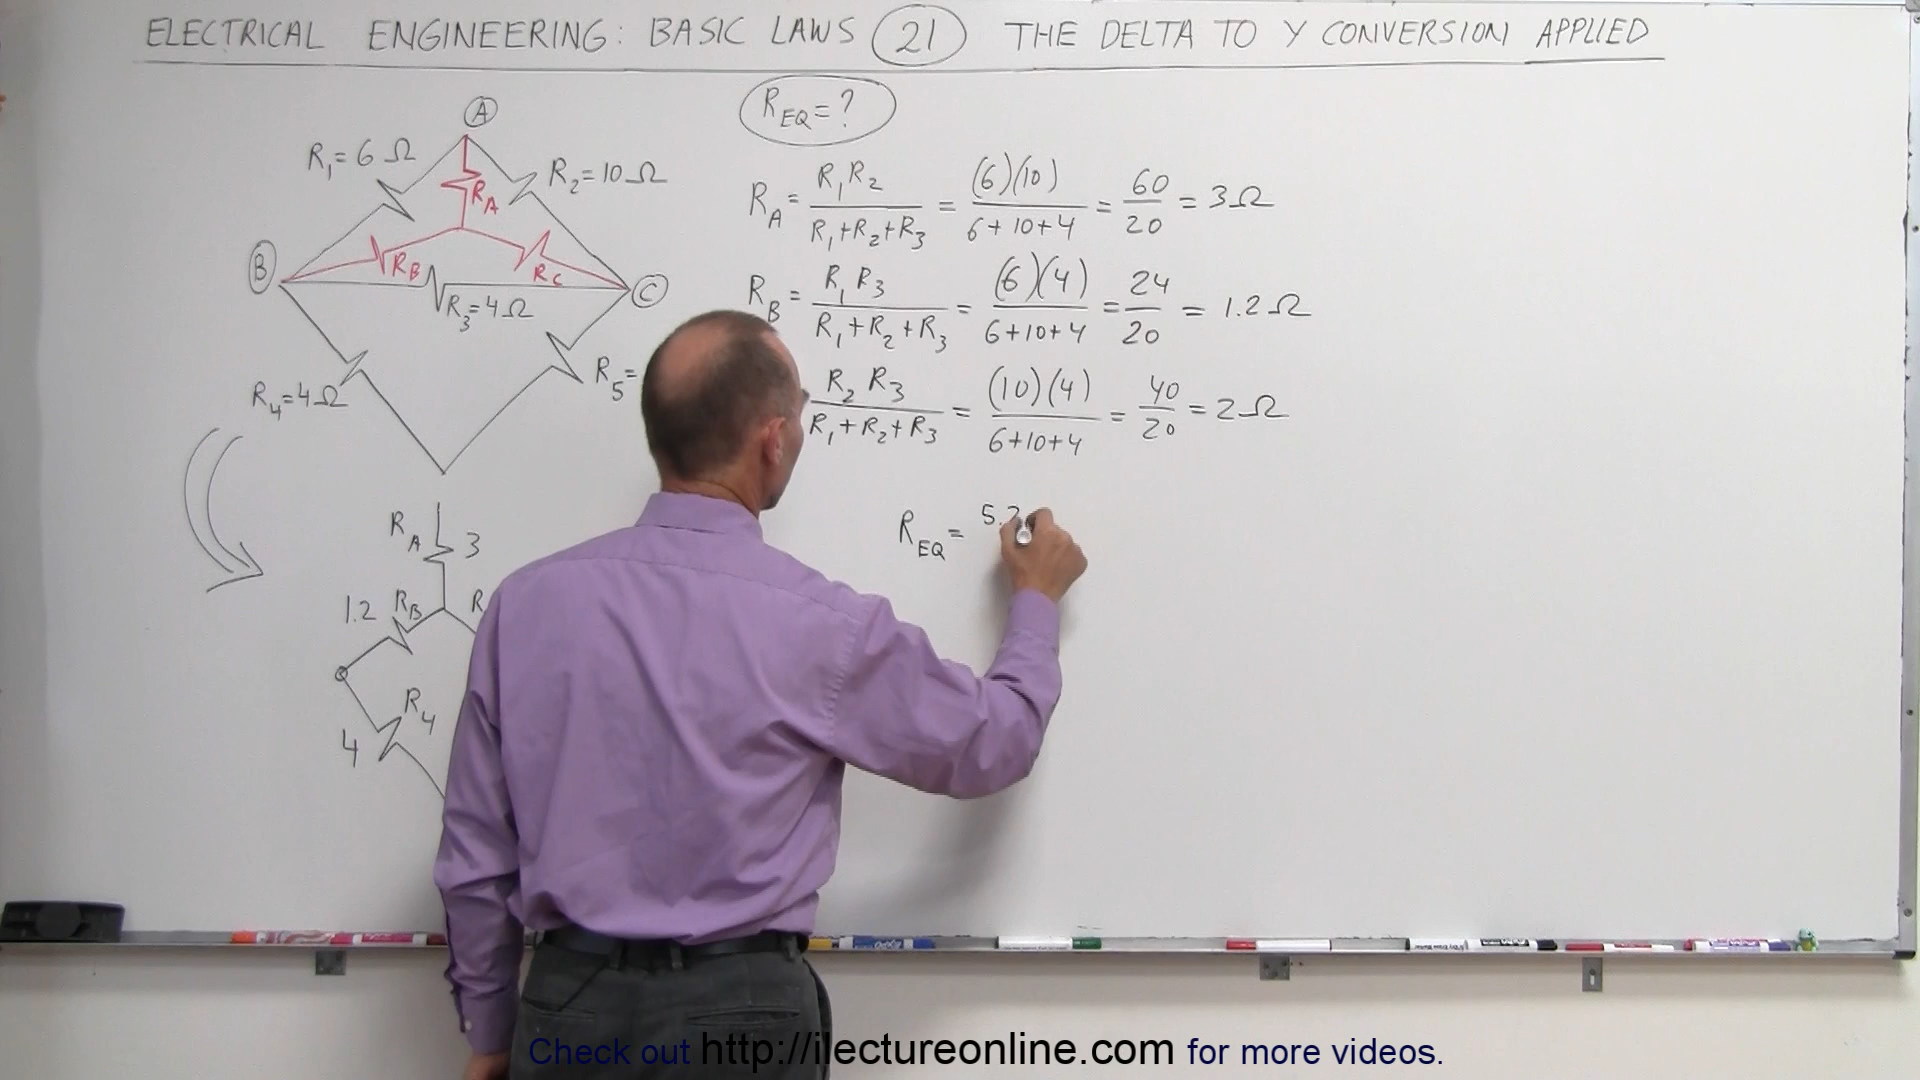 ELECTRICAL ENGINEERING: BASIC LAWS 21 THE DELTA TO Y CONVERSION APPLIED
R_EQ = ?
A
R₁ = 6 Ω
R₂ = 10 Ω
R_A
B
R_B
R_C
C
R₃ = 4 Ω
R₄ = 4 Ω
R₅ =
R_A = R₁R₂ / R₁+R₂+R₃ = (6)(10) / 6+10+4 = 60/20 = 3 Ω
R_B = R₁R₃ / R₁+R₂+R₃ = (6)(4) / 6+10+4 = 24/20 = 1.2 Ω
R₂R₃ / R₁+R₂+R₃ = (10)(4) / 6+10+4 = 40/20 = 2 Ω
R_EQ = 5.2
R_A 3
1.2 R_B R
R₄
4
Check out http://ilectureonline.com for more videos.